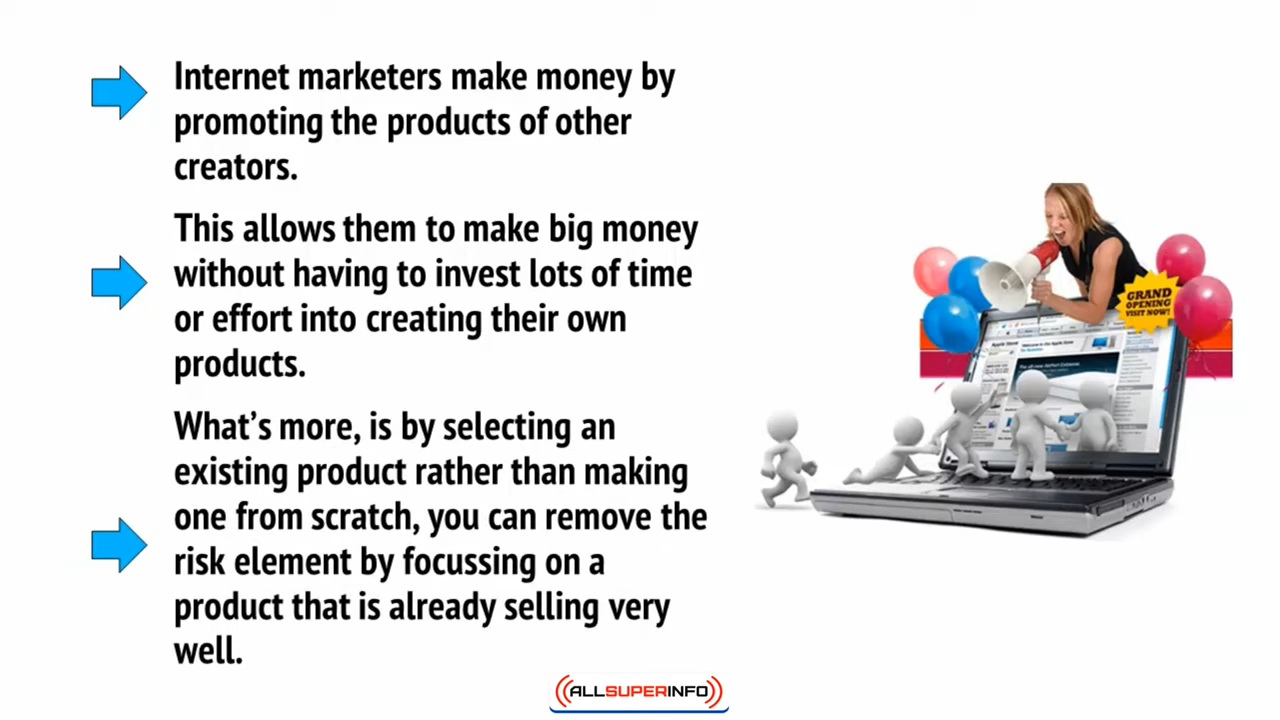 Internet marketers make money by
promoting the products of other
creators.
This allows them to make big money
without having to invest lots of time
or effort into creating their own
products.
What's more, is by selecting an
existing product rather than making
one from scratch, you can remove the
risk element by focussing on a
product that is already selling very
well.
GRAND
OPENING
VISIT NOW!
Apple Store
ALLSUPERINFO